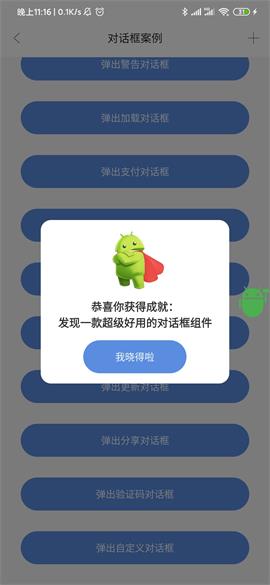 晚上11:16 | 0.1K/s
31
对话框案例
弹出警告对话框
弹出加载对话框
弹出支付对话框
恭喜你获得成就：
发现一款超级好用的对话框组件
我晓得啦
弹出更新对话框
弹出分享对话框
弹出验证码对话框
弹出自定义对话框